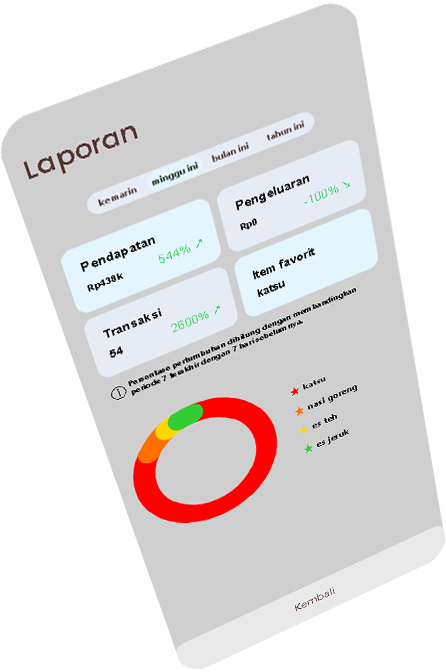 Laporan
kemarin minggu ini bulan ini tahun ini
Pendapatan
Rp438k 544% ↗
Pengeluaran
Rp0 -100% ↘
Transaksi
54 2600% ↗
Item favorit
katsu
Persentase pertumbuhan dihitung dengan membandingkan
periode 7 terakhir dengan 7 hari sebelumnya.
katsu
nasi goreng
es teh
es jeruk
Kembali